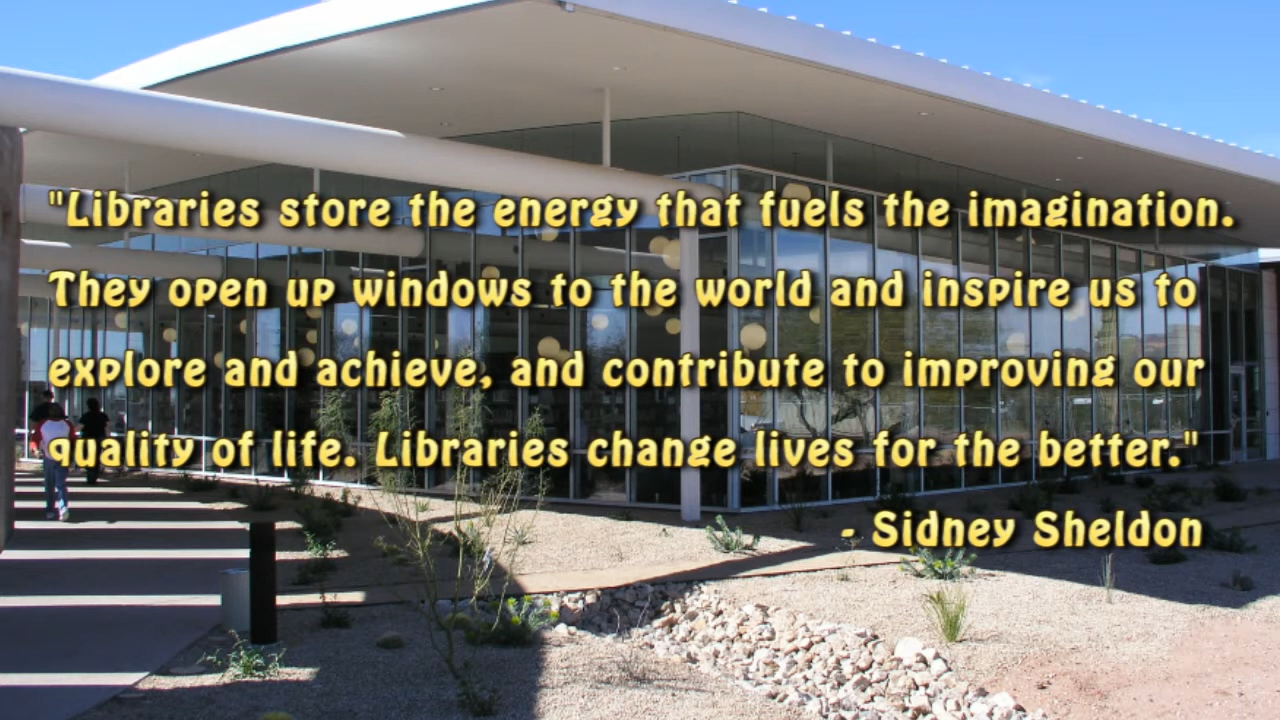 "Libraries store the energy that fuels the imagination.
They open up windows to the world and inspire us to
explore and achieve, and contribute to improving our
quality of life. Libraries change lives for the better."
- Sidney Sheldon